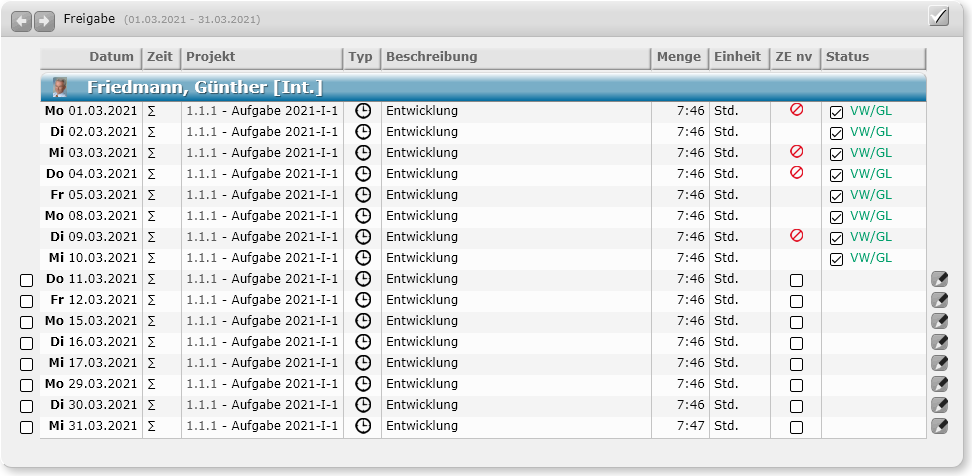 Freigabe (01.03.2021 - 31.03.2021)
Datum Zeit Projekt Typ Beschreibung Menge Einheit ZE nv Status
Friedmann, Günther [Int.]
Mo 01.03.2021 Σ 1.1.1 - Aufgabe 2021-I-1 Entwicklung 7:46 Std. VW/GL
Di 02.03.2021 Σ 1.1.1 - Aufgabe 2021-I-1 Entwicklung 7:46 Std. VW/GL
Mi 03.03.2021 Σ 1.1.1 - Aufgabe 2021-I-1 Entwicklung 7:46 Std. VW/GL
Do 04.03.2021 Σ 1.1.1 - Aufgabe 2021-I-1 Entwicklung 7:46 Std. VW/GL
Fr 05.03.2021 Σ 1.1.1 - Aufgabe 2021-I-1 Entwicklung 7:46 Std. VW/GL
Mo 08.03.2021 Σ 1.1.1 - Aufgabe 2021-I-1 Entwicklung 7:46 Std. VW/GL
Di 09.03.2021 Σ 1.1.1 - Aufgabe 2021-I-1 Entwicklung 7:46 Std. VW/GL
Mi 10.03.2021 Σ 1.1.1 - Aufgabe 2021-I-1 Entwicklung 7:46 Std. VW/GL
Do 11.03.2021 Σ 1.1.1 - Aufgabe 2021-I-1 Entwicklung 7:46 Std.
Fr 12.03.2021 Σ 1.1.1 - Aufgabe 2021-I-1 Entwicklung 7:46 Std.
Mo 15.03.2021 Σ 1.1.1 - Aufgabe 2021-I-1 Entwicklung 7:46 Std.
Di 16.03.2021 Σ 1.1.1 - Aufgabe 2021-I-1 Entwicklung 7:46 Std.
Mi 17.03.2021 Σ 1.1.1 - Aufgabe 2021-I-1 Entwicklung 7:46 Std.
Mo 29.03.2021 Σ 1.1.1 - Aufgabe 2021-I-1 Entwicklung 7:46 Std.
Di 30.03.2021 Σ 1.1.1 - Aufgabe 2021-I-1 Entwicklung 7:46 Std.
Mi 31.03.2021 Σ 1.1.1 - Aufgabe 2021-I-1 Entwicklung 7:47 Std.